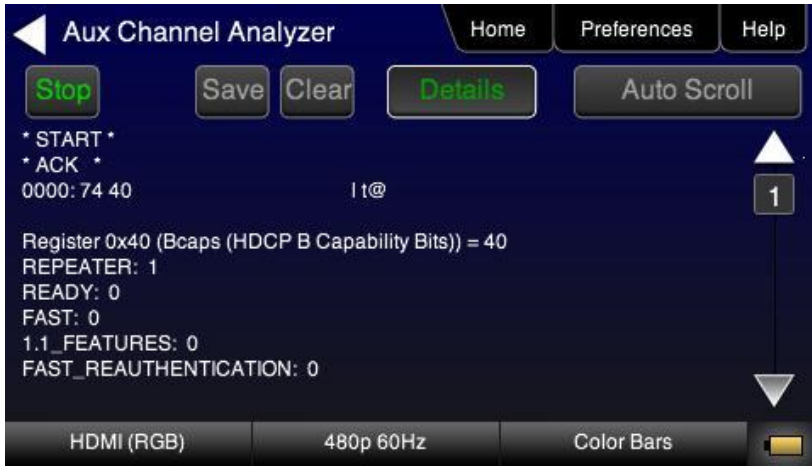 Aux Channel Analyzer Home Preferences Help
Stop Save Clear Details Auto Scroll
* START *
* ACK *
0000: 74 40 I t@
1
Register 0x40 (Bcaps (HDCP B Capability Bits)) = 40
REPEATER: 1
READY: 0
FAST: 0
1.1_FEATURES: 0
FAST_REAUTHENTICATION: 0
HDMI (RGB) 480p 60Hz Color Bars